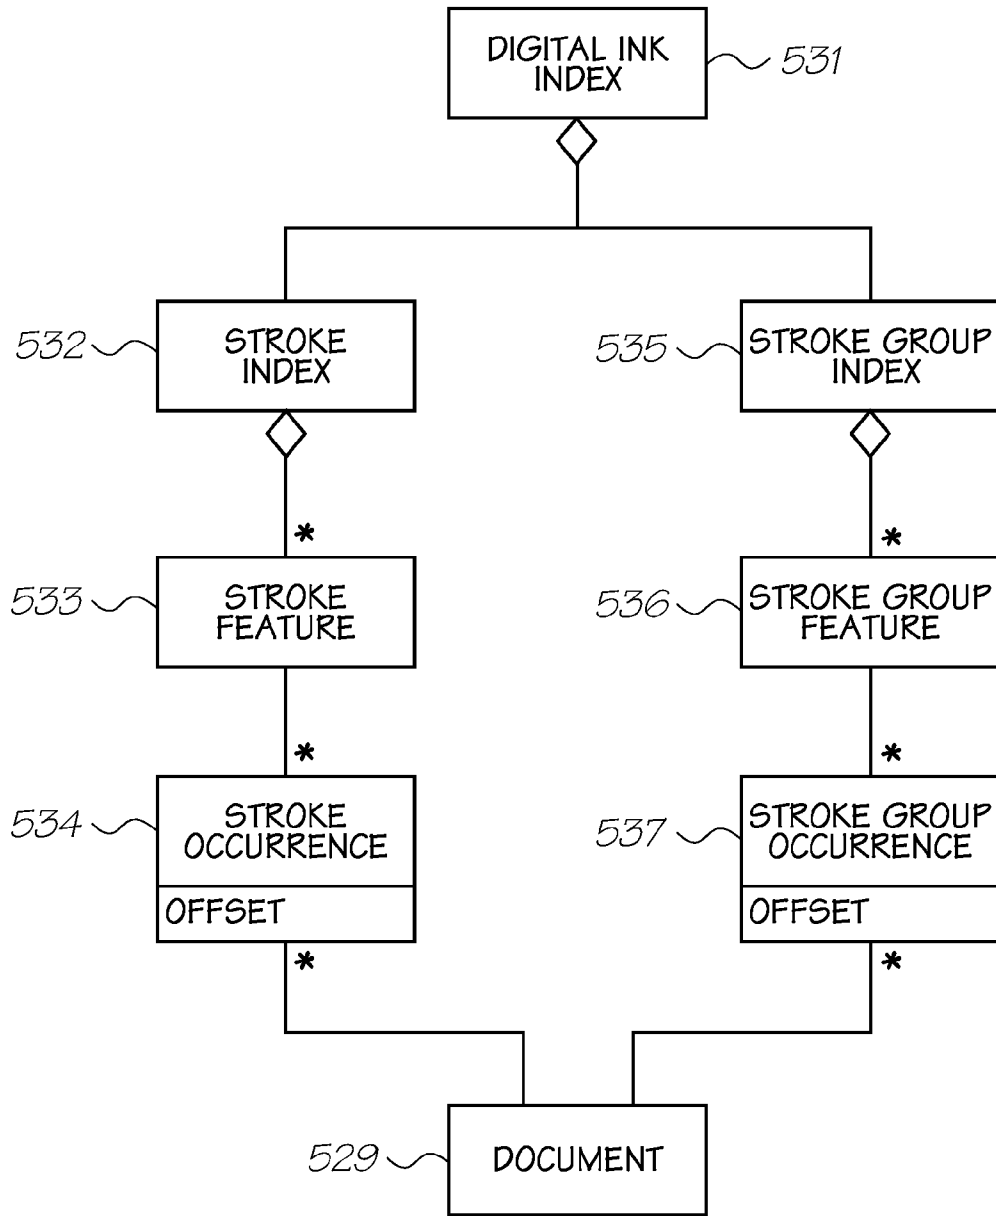 DIGITAL INK
INDEX
531
532
STROKE
INDEX
535
STROKE GROUP
INDEX
*
*
533
STROKE
FEATURE
536
STROKE GROUP
FEATURE
*
*
534
STROKE
OCCURRENCE
OFFSET
537
STROKE GROUP
OCCURRENCE
OFFSET
*
*
529
DOCUMENT